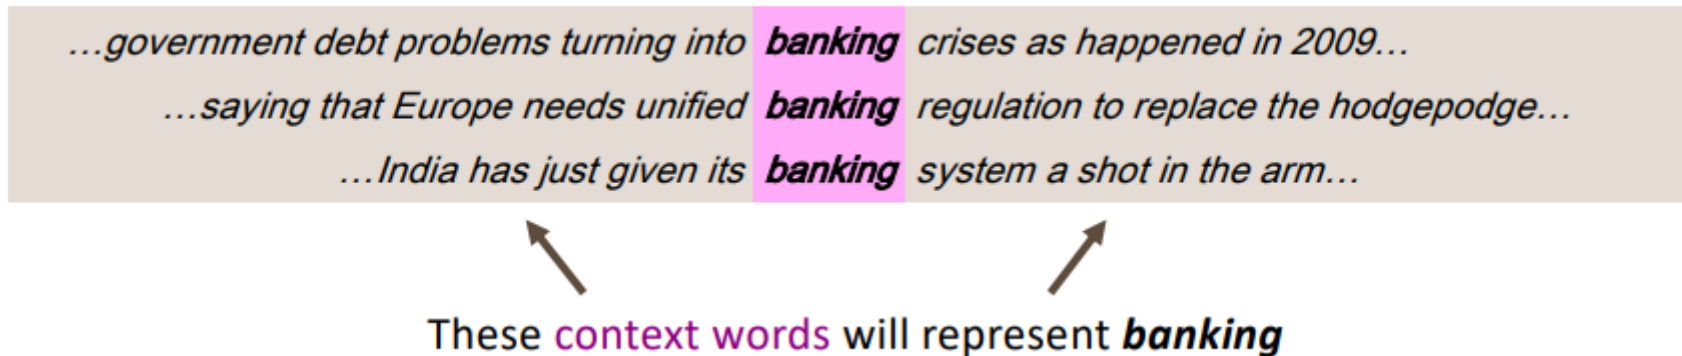 …government debt problems turning into banking crises as happened in 2009…
…saying that Europe needs unified banking regulation to replace the hodgepodge…
…India has just given its banking system a shot in the arm…
These context words will represent banking